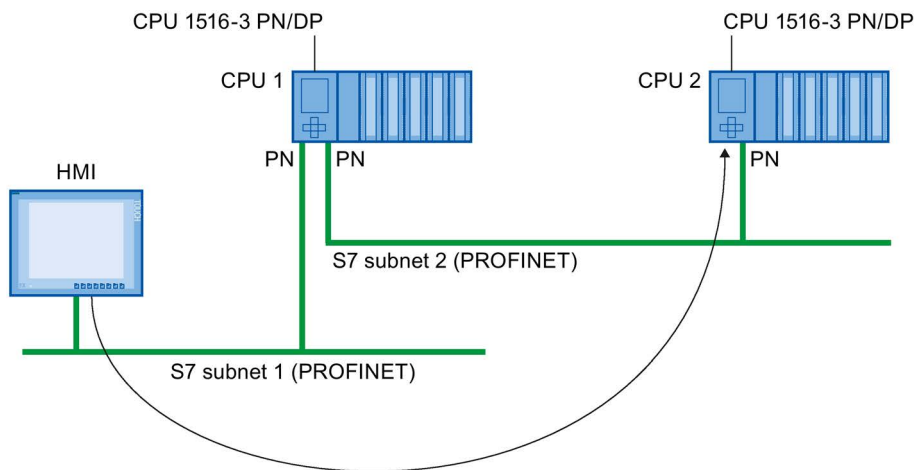 CPU 1516-3 PN/DP
CPU 1516-3 PN/DP
CPU 1
CPU 2
PN
PN
PN
HMI
TOUCH
S7 subnet 2 (PROFINET)
S7 subnet 1 (PROFINET)